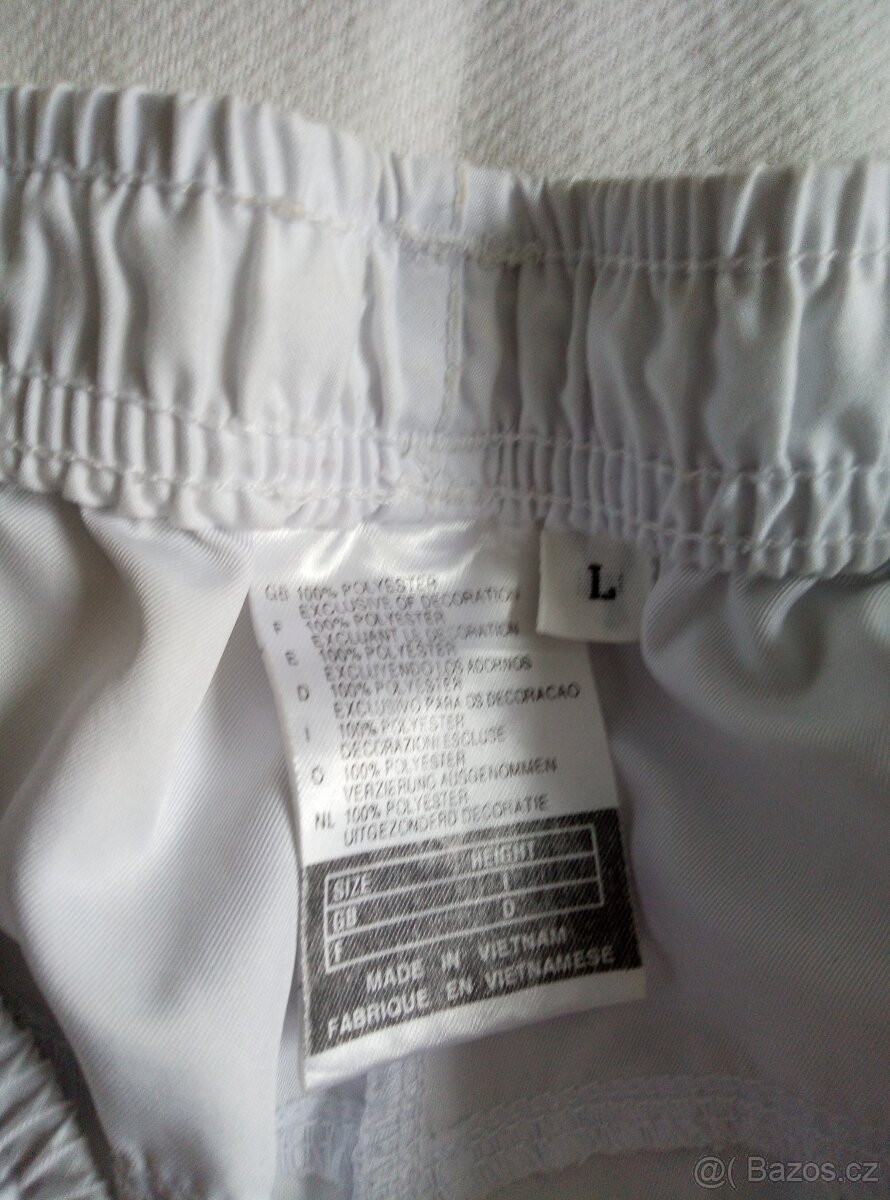 GB 100% POLYESTER
EXCLUSIVE OF DECORATION
F 100% POLYESTER
EXCLUANT LE DECORATION
E 100% POLYESTER
EXCLUYENDO LOS ADORNOS
D 100% POLYESTER
EXCLUSIVO PARA OS DECORACAO
I 100% POLYESTER
DECORAZIONI ESCLUSE
O 100% POLYESTER
VERZIERUNG AUSGENOMMEN
NL 100% POLYESTER
UITGEZONDERD DECORATIE
L
SIZE HEIGHT
GB I
F D
MADE IN VIETNAM
FABRIQUE EN VIETNAMESE
@( Bazos.cz